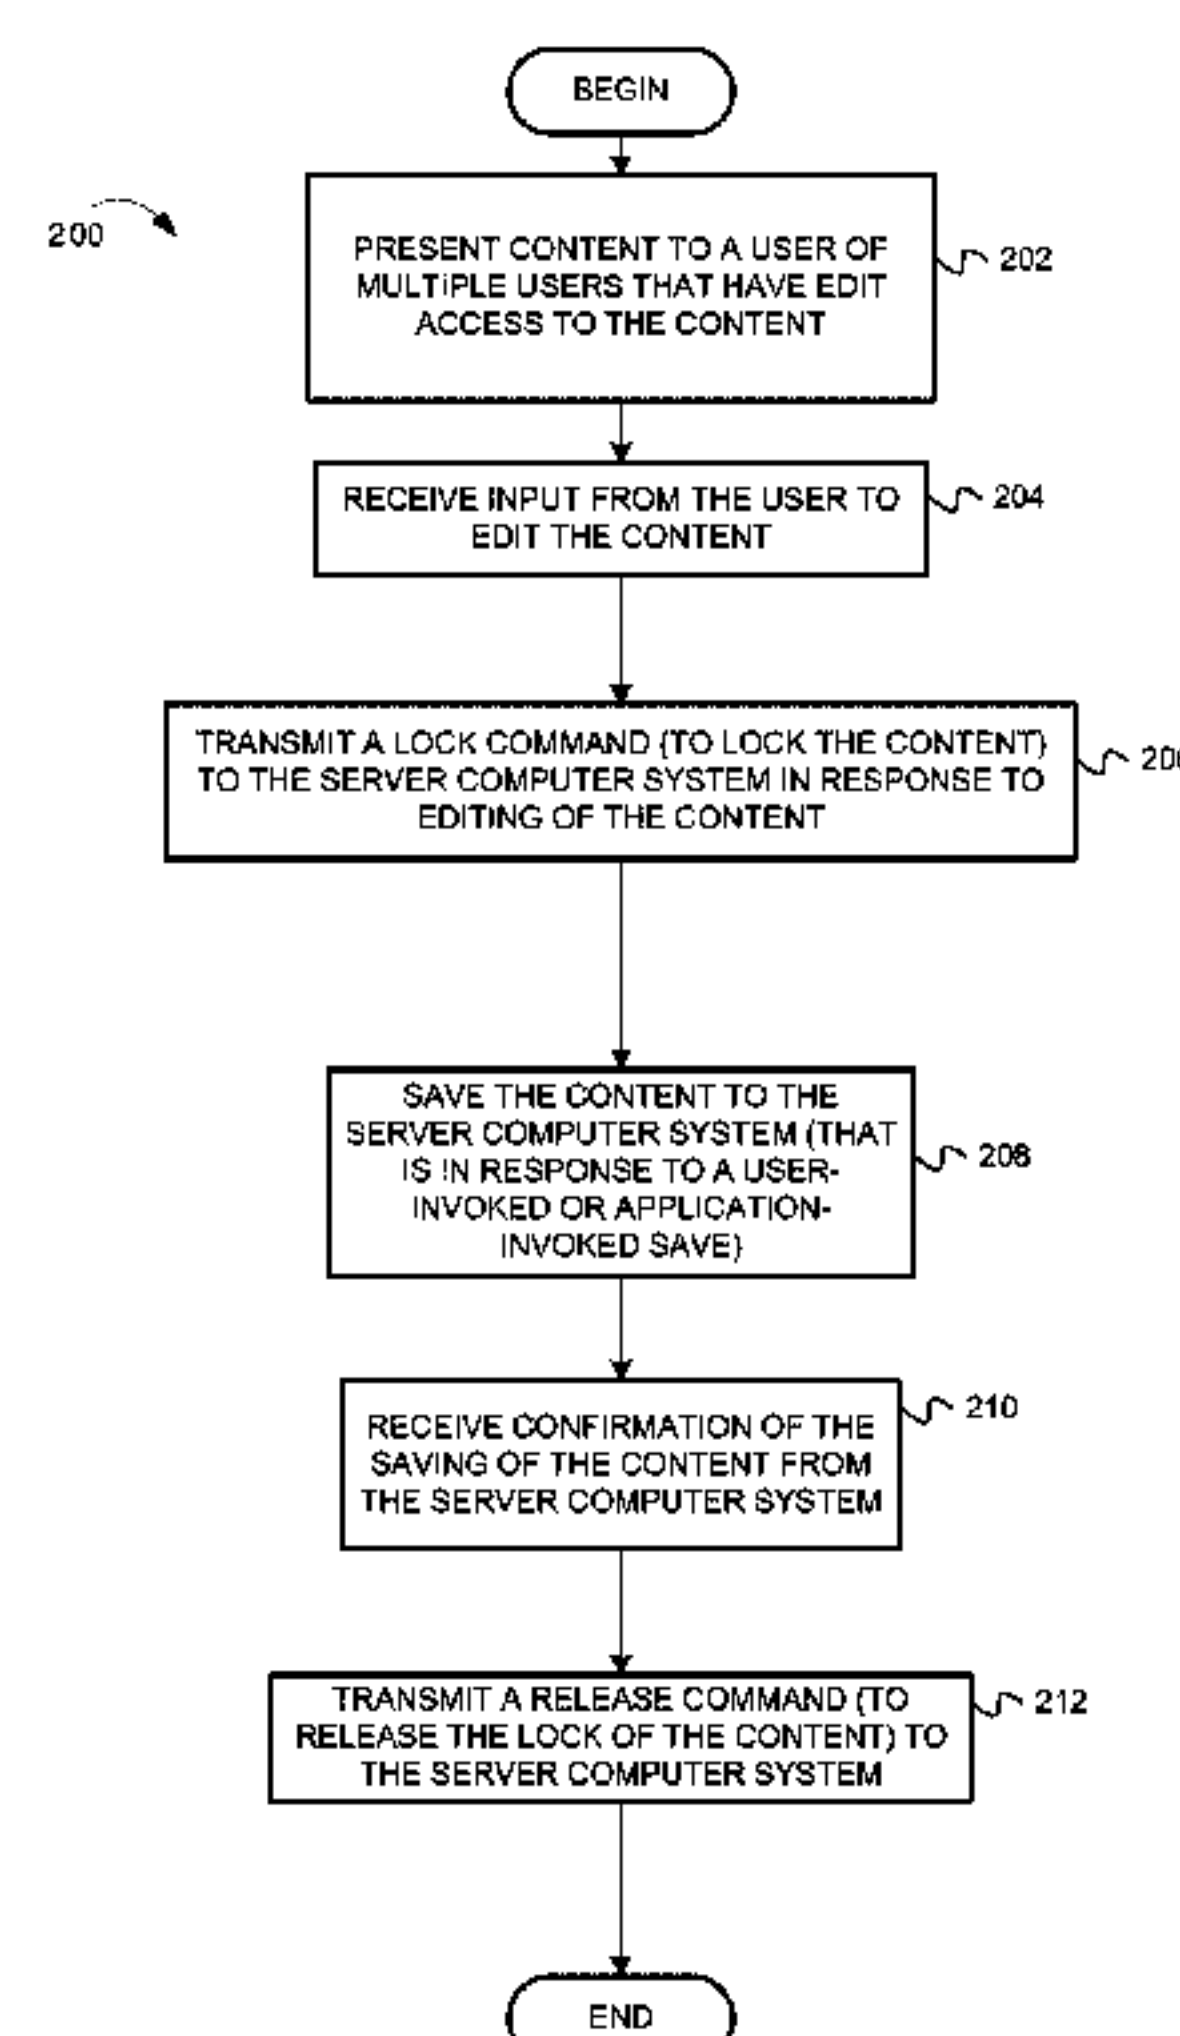 BEGIN
200
PRESENT CONTENT TO A USER OF
MULTIPLE USERS THAT HAVE EDIT
ACCESS TO THE CONTENT
202
RECEIVE INPUT FROM THE USER TO
EDIT THE CONTENT
204
TRANSMIT A LOCK COMMAND (TO LOCK THE CONTENT)
TO THE SERVER COMPUTER SYSTEM IN RESPONSE TO
EDITING OF THE CONTENT
SAVE THE CONTENT TO THE
SERVER COMPUTER SYSTEM (THAT
IS IN RESPONSE TO A USER-
INVOKED OR APPLICATION-
INVOKED SAVE)
208
RECEIVE CONFIRMATION OF THE
SAVING OF THE CONTENT FROM
THE SERVER COMPUTER SYSTEM
210
TRANSMIT A RELEASE COMMAND (TO
RELEASE THE LOCK OF THE CONTENT) TO
THE SERVER COMPUTER SYSTEM
212
END